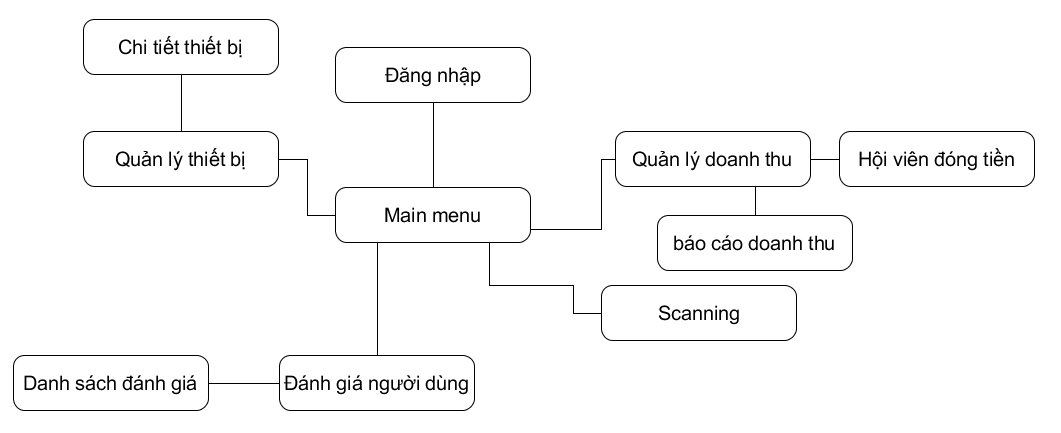 Chi tiết thiết bị
Đăng nhập
Quản lý thiết bị
Quản lý doanh thu
Hội viên đóng tiền
Main menu
báo cáo doanh thu
Scanning
Danh sách đánh giá
Đánh giá người dùng